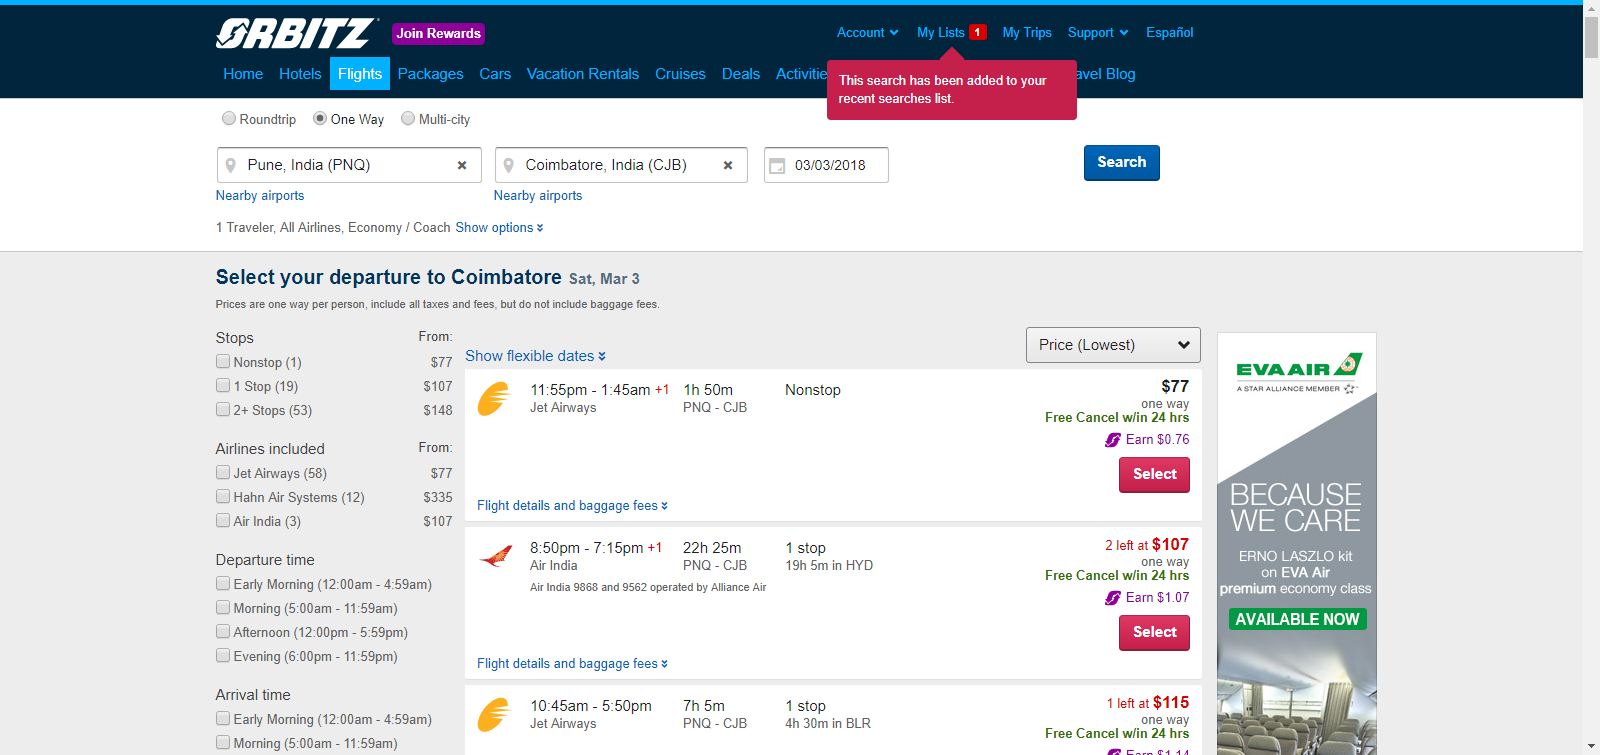 ORBITZ Join Rewards
Account My Lists 1 My Trips Support Español
Home Hotels Flights Packages Cars Vacation Rentals Cruises Deals Activitie avel Blog
This search has been added to your
recent searches list.
Roundtrip One Way Multi-city
Pune, India (PNQ) Coimbatore, India (CJB) 03/03/2018 Search
Nearby airports Nearby airports
1 Traveler, All Airlines, Economy / Coach Show options
Select your departure to Coimbatore Sat, Mar 3
Prices are one way per person, include all taxes and fees, but do not include baggage fees.
Stops From:
Nonstop (1) $77
1 Stop (19) $107
2+ Stops (53) $148
Airlines included From:
Jet Airways (58) $77
Hahn Air Systems (12) $335
Air India (3) $107
Departure time
Early Morning (12:00am - 4:59am)
Morning (5:00am - 11:59am)
Afternoon (12:00pm - 5:59pm)
Evening (6:00pm - 11:59pm)
Arrival time
Early Morning (12:00am - 4:59am)
Morning (5:00am - 11:59am)
Show flexible dates Price (Lowest)
11:55pm - 1:45am +1 1h 50m Nonstop $77
Jet Airways PNQ - CJB one way
Free Cancel w/in 24 hrs
Earn $0.76
Select
Flight details and baggage fees
8:50pm - 7:15pm +1 22h 25m 1 stop 2 left at $107
Air India PNQ - CJB 19h 5m in HYD one way
Free Cancel w/in 24 hrs
Air India 9868 and 9562 operated by Alliance Air
Earn $1.07
Select
Flight details and baggage fees
10:45am - 5:50pm 7h 5m 1 stop 1 left at $115
Jet Airways PNQ - CJB 4h 30m in BLR one way
Free Cancel w/in 24 hrs
Earn $1.14
EVA AIR
A STAR ALLIANCE MEMBER
BECAUSE
WE CARE
ERNO LASZLO kit
on EVA Air
premium economy class
AVAILABLE NOW